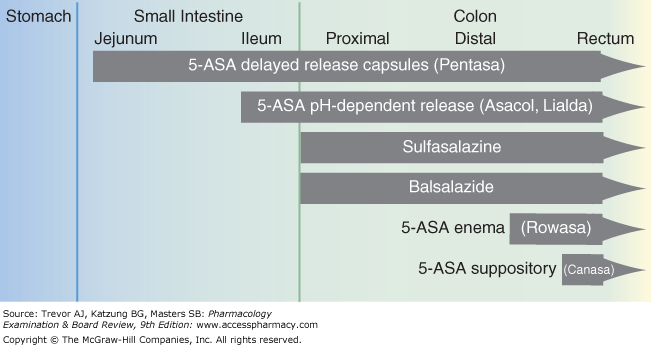 Stomach
Small Intestine
Colon
Jejunum
Ileum
Proximal
Distal
Rectum
5-ASA delayed release capsules (Pentasa)
5-ASA pH-dependent release (Asacol, Lialda)
Sulfasalazine
Balsalazide
5-ASA enema (Rowasa)
5-ASA suppository (Canasa)
Source: Trevor AJ, Katzung BG, Masters SB: Pharmacology
Examination & Board Review, 9th Edition: www.accesspharmacy.com
Copyright © The McGraw-Hill Companies, Inc. All rights reserved.